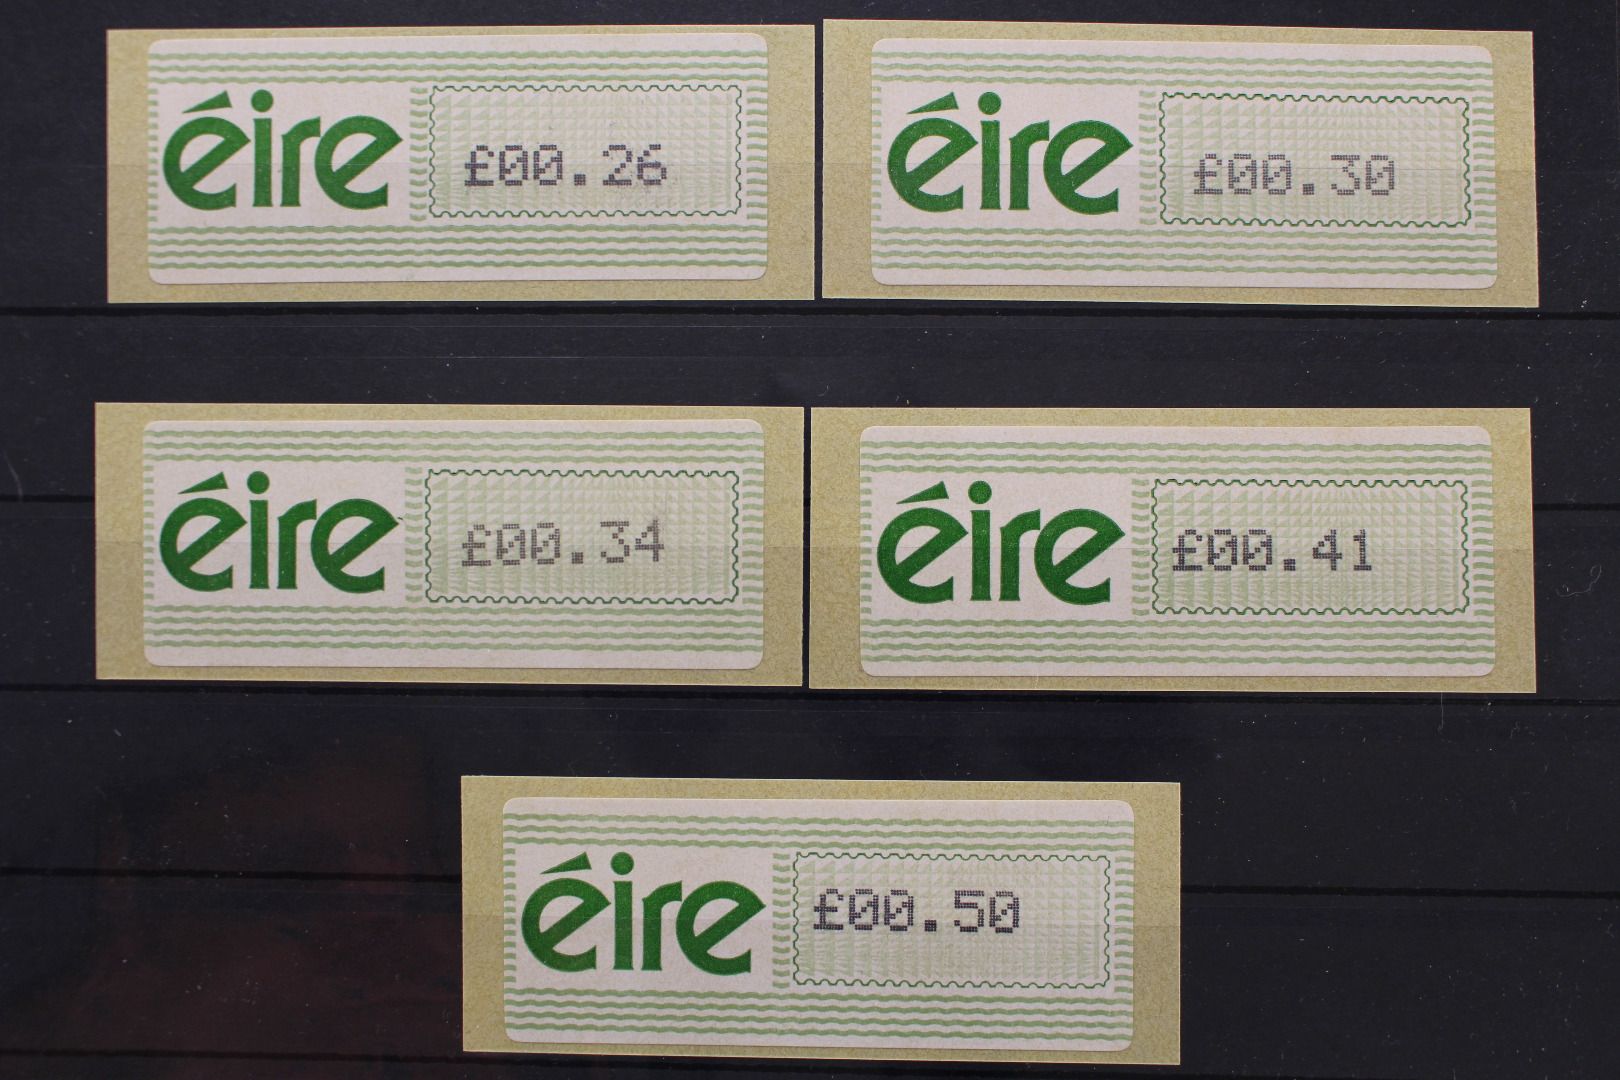 éire £00.26
éire £00.30
éire £00.34
éire £00.41
éire £00.50